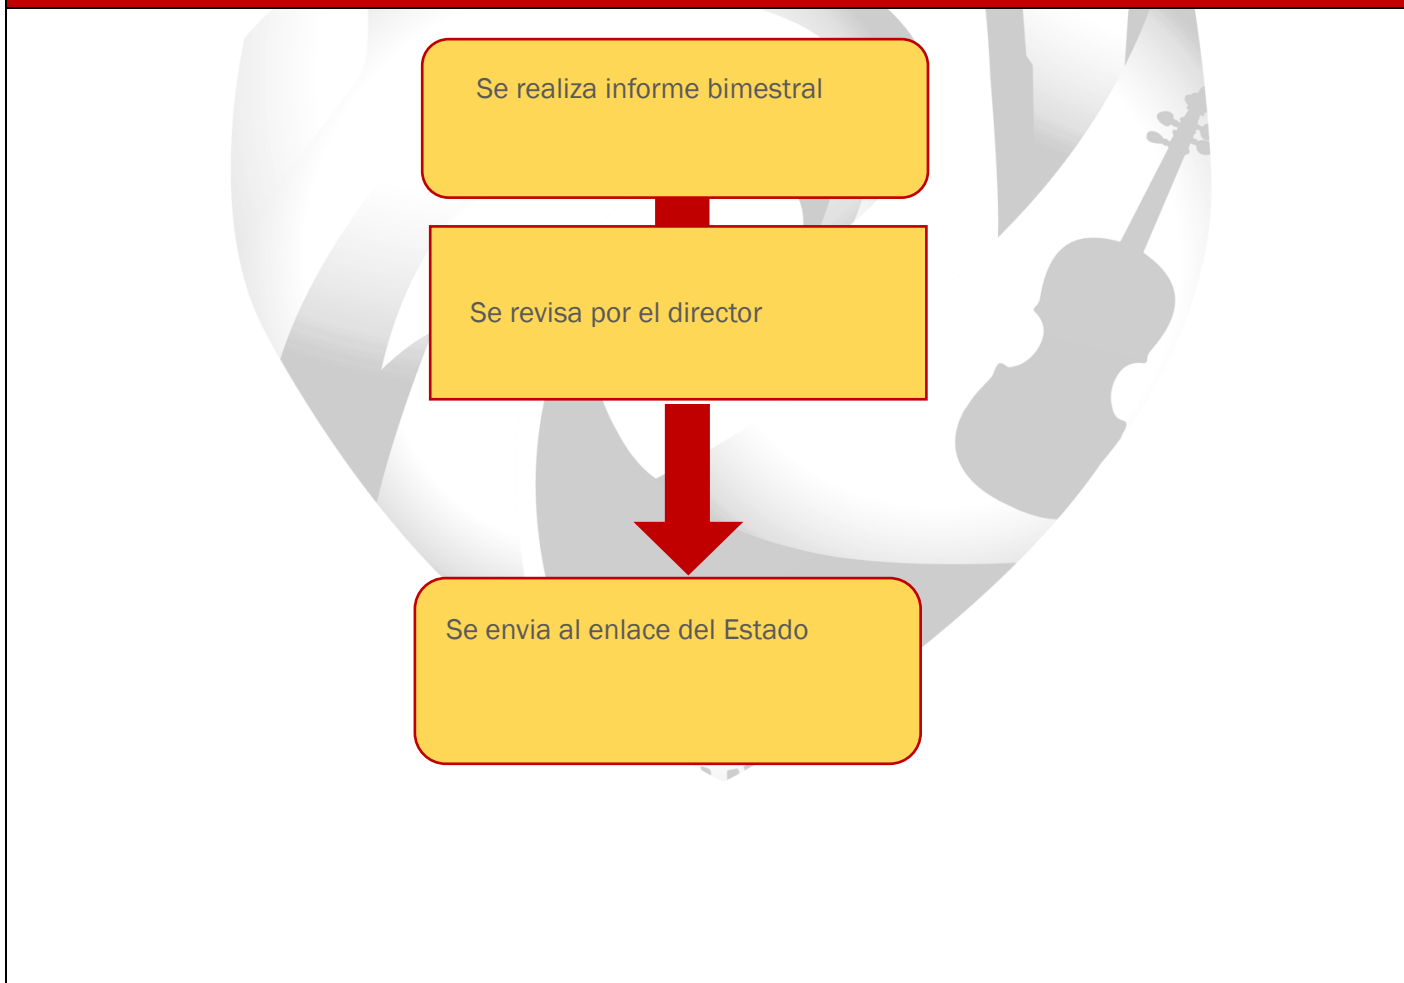 Se realiza informe bimestral
Se revisa por el director
Se envia al enlace del Estado